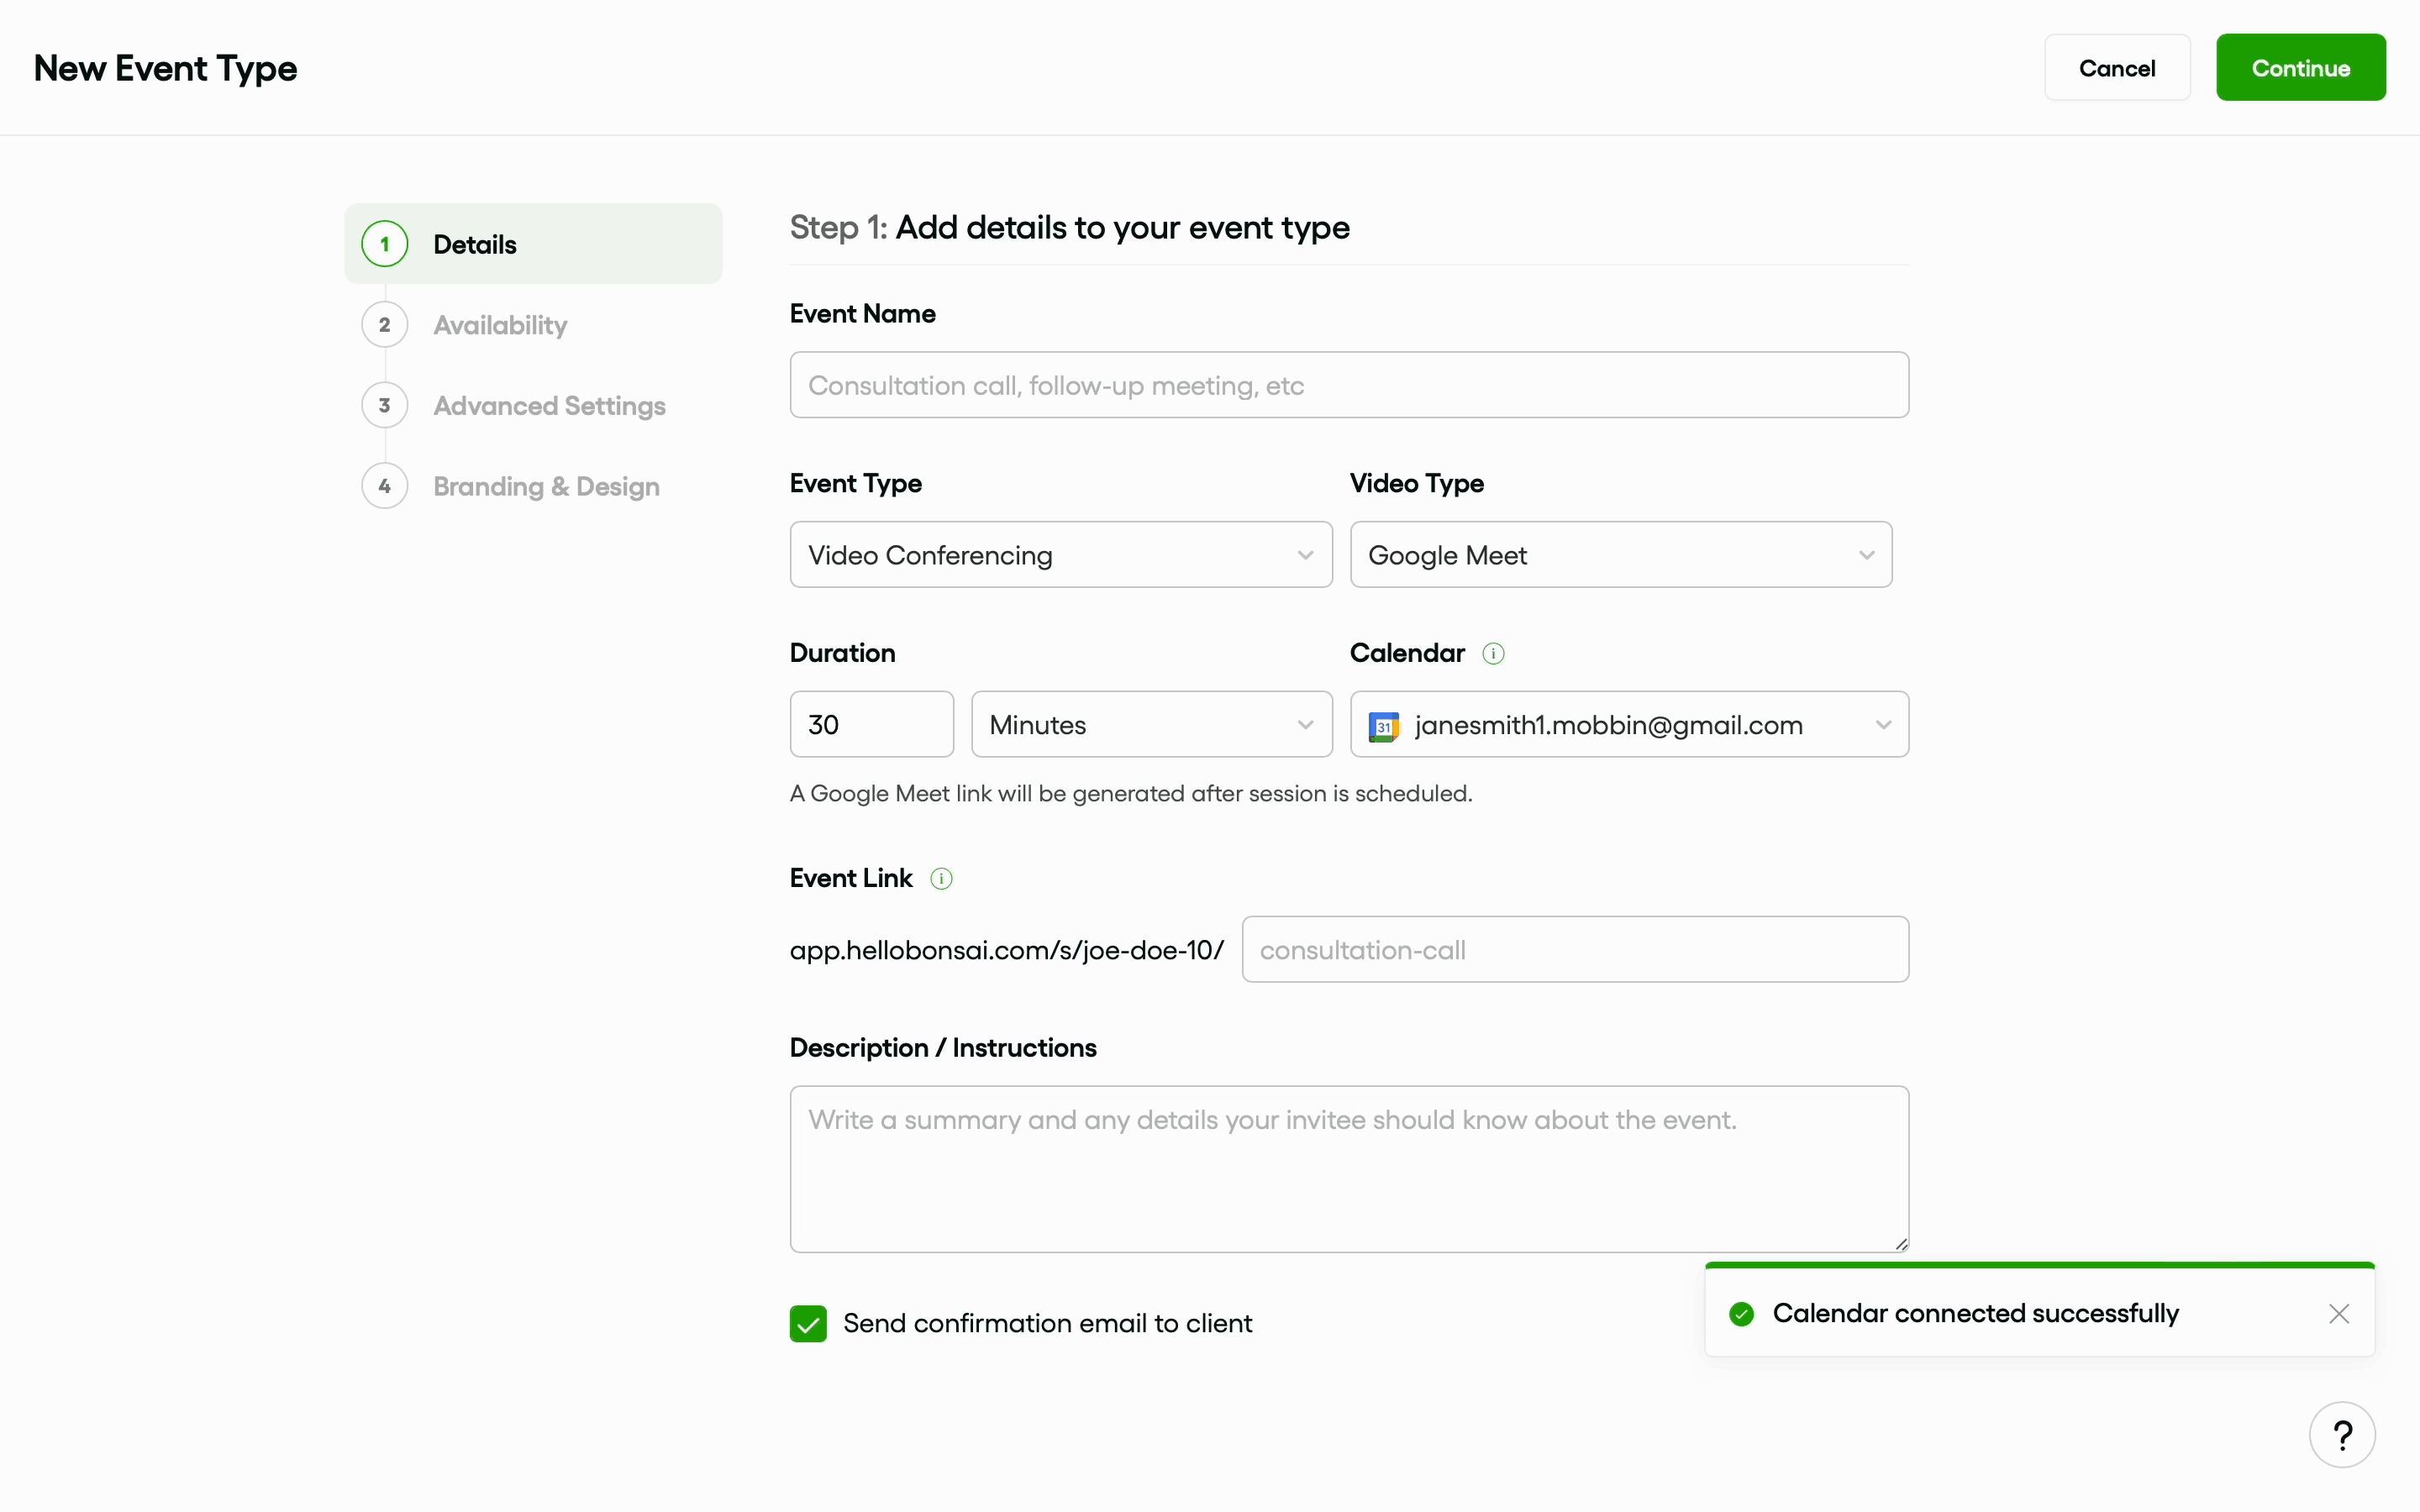 New Event Type
Cancel
Continue
1 Details
2 Availability
3 Advanced Settings
4 Branding & Design
Step 1: Add details to your event type
Event Name
Consultation call, follow-up meeting, etc
Event Type
Video Type
Video Conferencing
Google Meet
Duration
Calendar i
30
Minutes
31 janesmith1.mobbin@gmail.com
A Google Meet link will be generated after session is scheduled.
Event Link i
app.hellobonsai.com/s/joe-doe-10/
consultation-call
Description / Instructions
Write a summary and any details your invitee should know about the event.
Send confirmation email to client
Calendar connected successfully
?